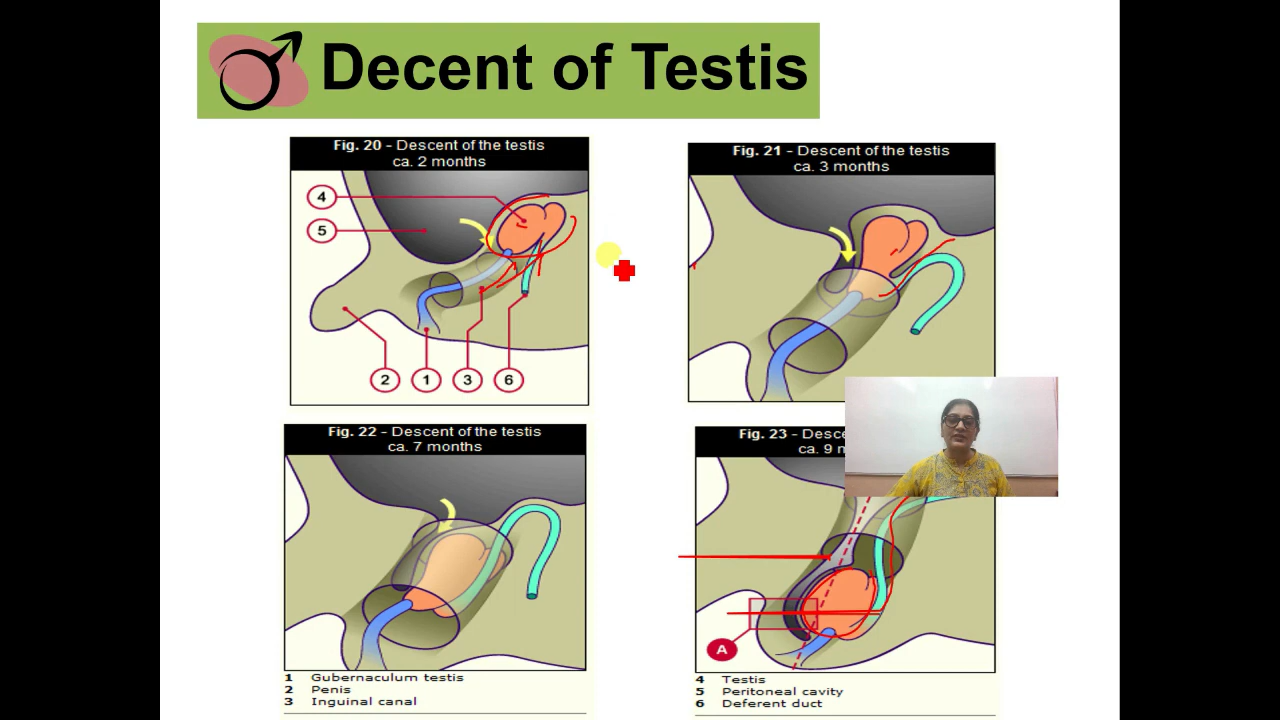 Decent of Testis
Fig. 20 - Descent of the testis
ca. 2 months
4
5
2 1 3 6
Fig. 21 - Descent of the testis
ca. 3 months
Fig. 22 - Descent of the testis
ca. 7 months
1 Gubernaculum testis
2 Penis
3 Inguinal canal
Fig. 23 - Desce
ca. 9 m
A
4 Testis
5 Peritoneal cavity
6 Deferent duct